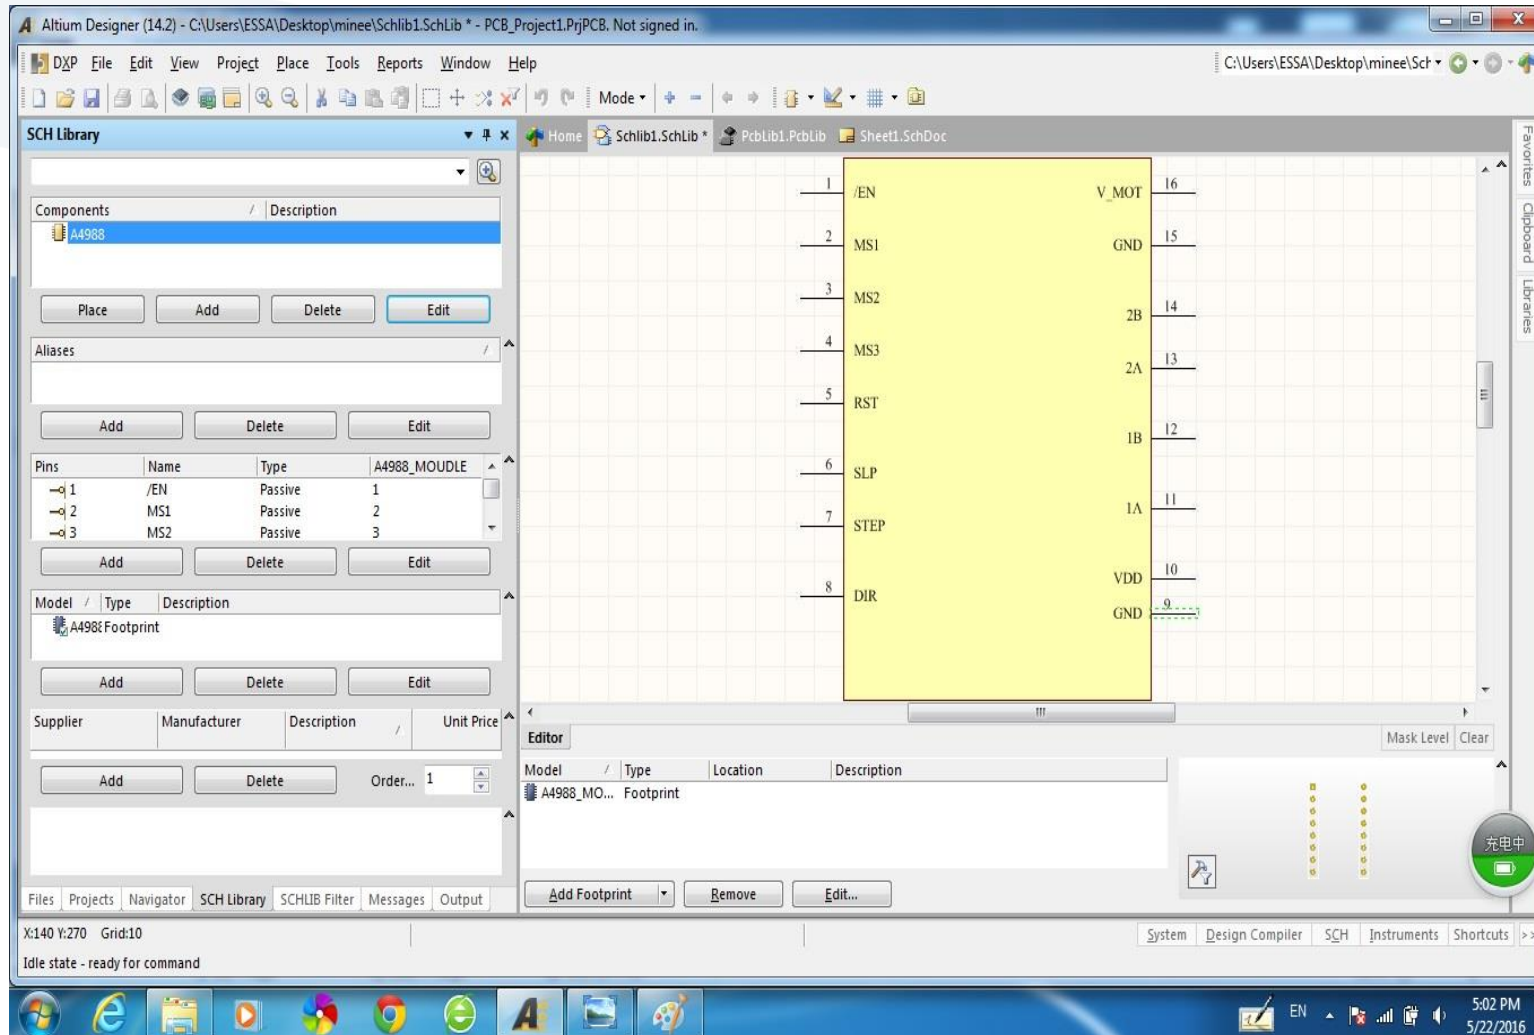 Altium Designer (14.2) - C:\Users\ESSA\Desktop\minee\Schlib1.SchLib * - PCB_Project1.PrjPCB. Not signed in.
DXP File Edit View Project Place Tools Reports Window Help
C:\Users\ESSA\Desktop\minee\Sch
Mode
SCH Library
Home Schlib1.SchLib * PcbLib1.PcbLib Sheet1.SchDoc
Favorites
Clipboard
Libraries
Components / Description
A4988
Place Add Delete Edit
Aliases /
Add Delete Edit
Pins Name Type A4988_MOUDLE
1 /EN Passive 1
2 MS1 Passive 2
3 MS2 Passive 3
Add Delete Edit
Model / Type Description
A4988 Footprint
Add Delete Edit
Supplier Manufacturer Description / Unit Price
Add Delete Order... 1
Files Projects Navigator SCH Library SCHLIB Filter Messages Output
1 /EN V_MOT 16
2 MS1 GND 15
3 MS2 2B 14
4 MS3 2A 13
5 RST 1B 12
6 SLP 1A 11
7 STEP VDD 10
8 DIR GND 9
Editor Mask Level Clear
Model / Type Location Description
A4988_MO... Footprint
充电中
Add Footprint Remove Edit...
X:140 Y:270 Grid:10
System Design Compiler SCH Instruments Shortcuts >>
Idle state - ready for command
EN 5:02 PM
5/22/2016